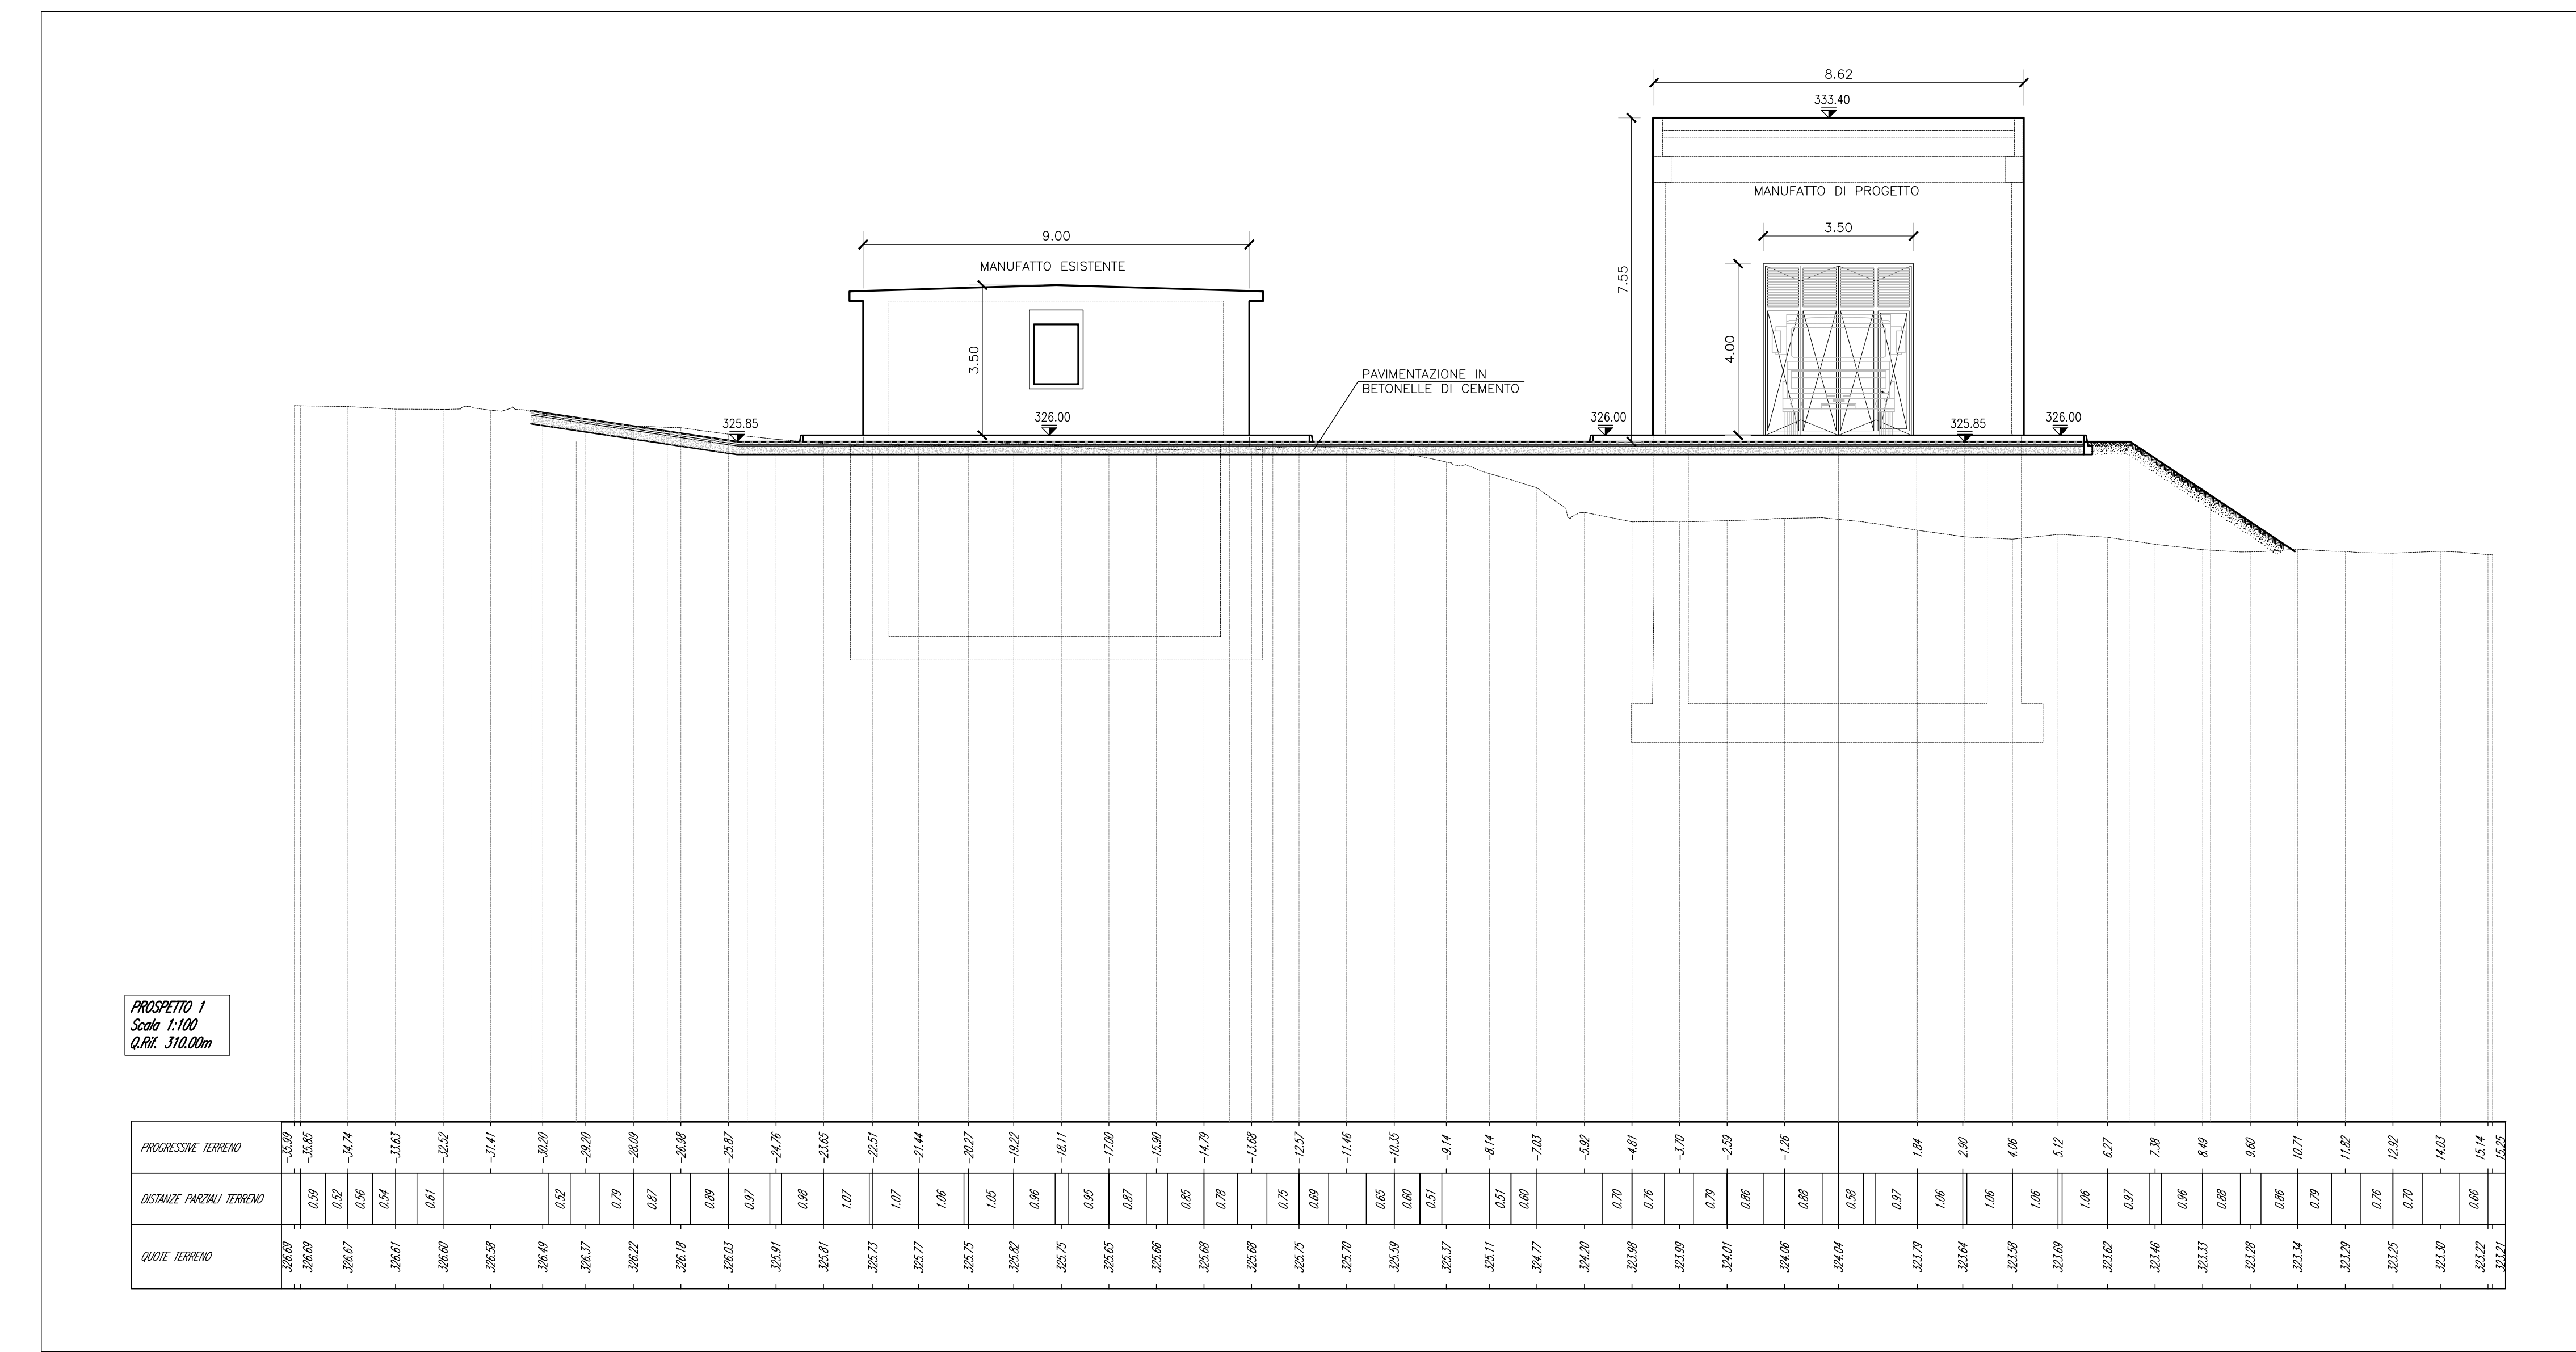 8.62
333.40
MANUFATTO DI PROGETTO
3.50
9.00
MANUFATTO ESISTENTE
7.55
3.50
4.00
PAVIMENTAZIONE IN
BETONELLE DI CEMENTO
325.85
326.00
326.00
325.85
326.00
PROSPETTO 1
Scala 1:100
Q.Rif. 310.00m
PROGRESSIVE TERRENO -35.99 -35.85 -34.74 -33.63 -32.52 -31.41 -30.20 -29.20 -28.09 -26.98 -25.87 -24.76 -23.65 -22.51 -21.44 -20.27 -19.22 -18.11 -17.00 -15.90 -14.79 -13.68 -12.57 -11.46 -10.35 -9.14 -8.14 -7.03 -5.92 -4.81 -3.70 -2.59 -1.26 1.84 2.90 4.06 5.12 6.27 7.38 8.49 9.60 10.71 11.82 12.92 14.03 15.14 15.25
DISTANZE PARZIALI TERRENO 0.59 0.52 0.56 0.54 0.61 0.52 0.79 0.87 0.89 0.97 0.98 1.07 1.07 1.06 1.05 0.96 0.95 0.87 0.85 0.78 0.75 0.69 0.65 0.60 0.51 0.51 0.60 0.70 0.76 0.79 0.86 0.88 0.58 0.97 1.06 1.06 1.06 1.06 0.97 0.96 0.88 0.86 0.79 0.76 0.70 0.66
QUOTE TERRENO 326.69 326.69 326.67 326.61 326.60 326.58 326.49 326.37 326.22 326.18 326.03 325.91 325.81 325.73 325.77 325.75 325.82 325.75 325.65 325.66 325.68 325.68 325.75 325.70 325.59 325.37 325.11 324.77 324.20 323.98 323.99 324.01 324.06 324.04 323.79 323.64 323.58 323.69 323.62 323.46 323.33 323.28 323.34 323.29 323.25 323.30 323.22 323.21